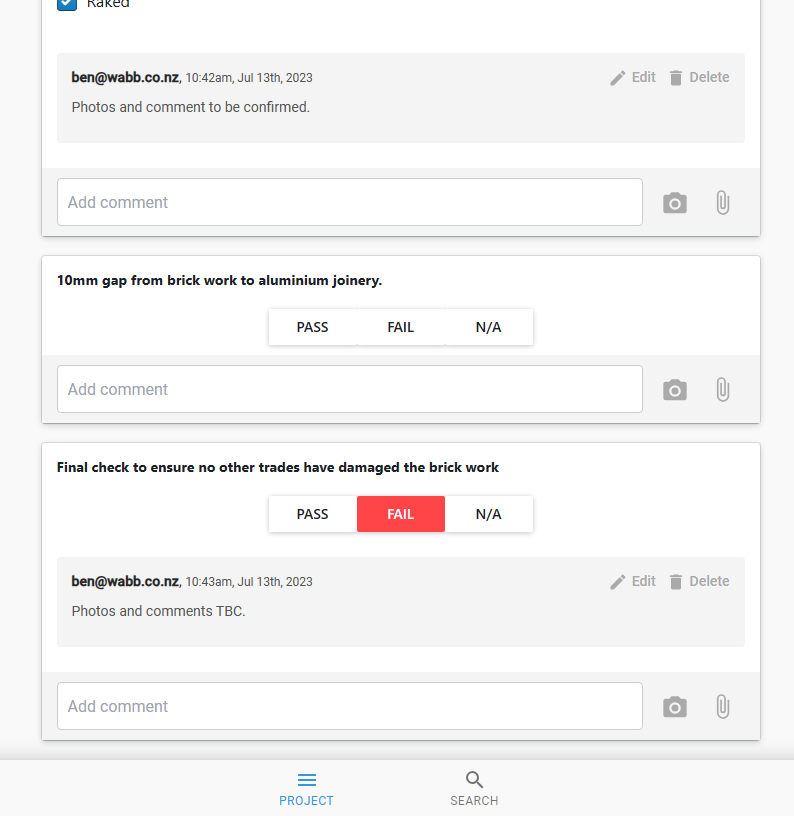 Raked
ben@wabb.co.nz, 10:42am, Jul 13th, 2023 Edit Delete
Photos and comment to be confirmed.
Add comment
10mm gap from brick work to aluminium joinery.
PASS FAIL N/A
Add comment
Final check to ensure no other trades have damaged the brick work
PASS FAIL N/A
ben@wabb.co.nz, 10:43am, Jul 13th, 2023 Edit Delete
Photos and comments TBC.
Add comment
PROJECT SEARCH